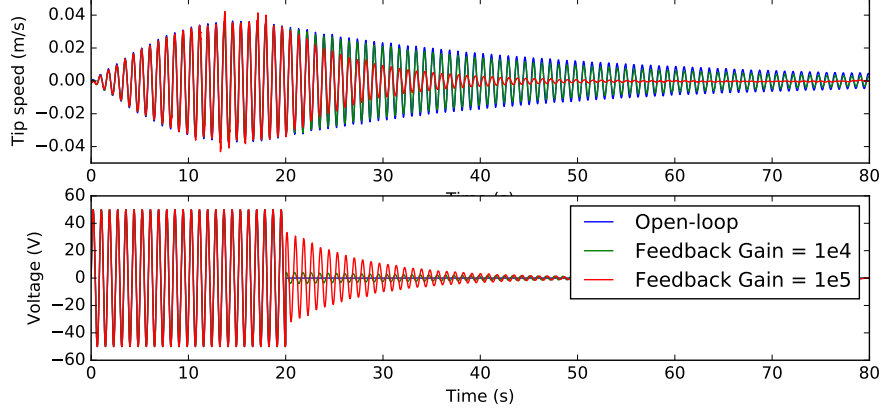 Tip speed (m/s)
0.04
0.02
0.00
−0.02
−0.04
0 10 20 30 40 50 60 70 80
Time (s)
Voltage (V)
60
40
20
0
−20
−40
−60
Open-loop
Feedback Gain = 1e4
Feedback Gain = 1e5
0 10 20 30 40 50 60 70 80
Time (s)